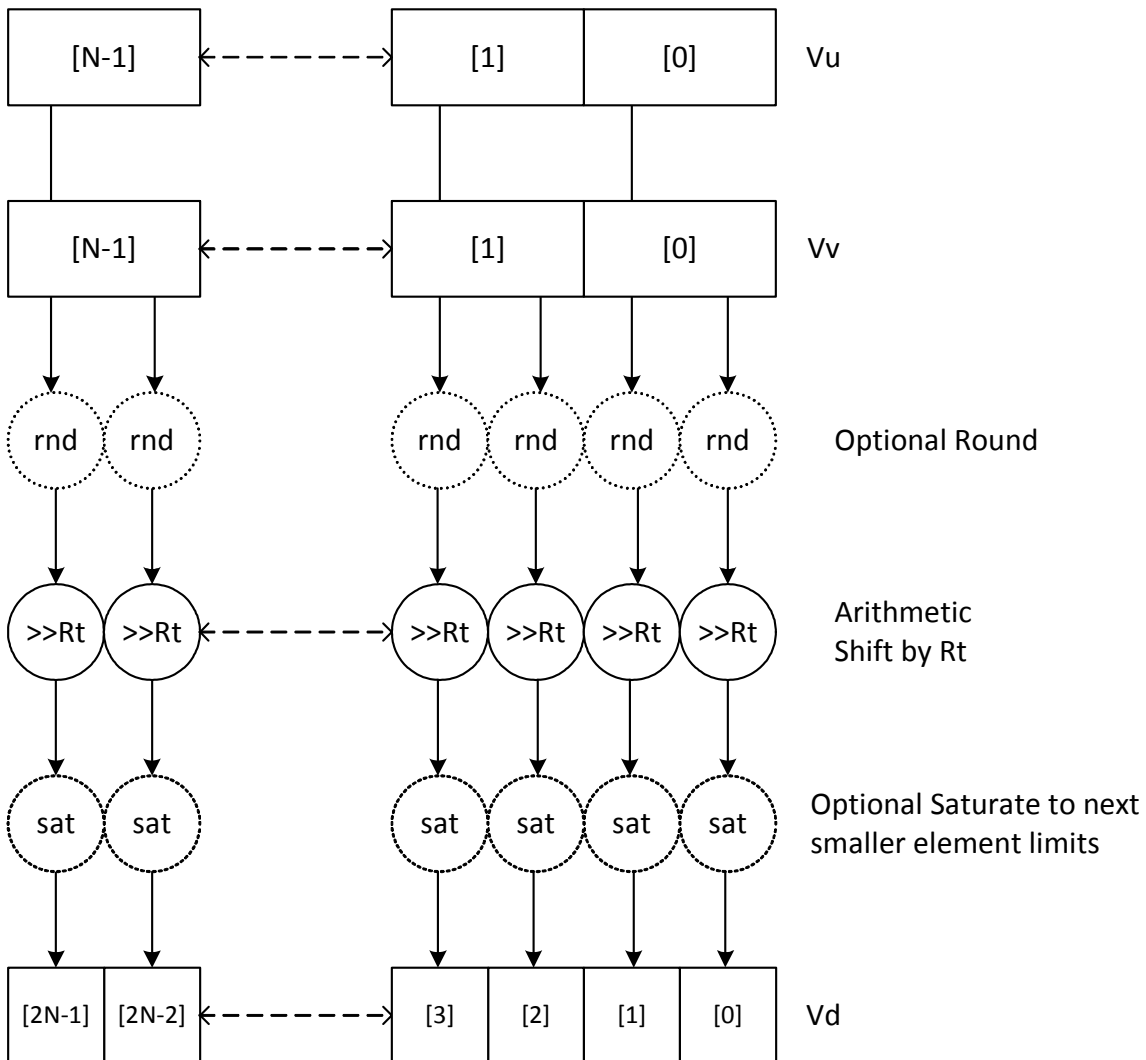 [N-1] [1] [0] Vu
[N-1] [1] [0] Vv
rnd rnd rnd rnd rnd rnd Optional Round
>>Rt >>Rt >>Rt >>Rt >>Rt >>Rt Arithmetic
Shift by Rt
sat sat sat sat sat sat Optional Saturate to next
smaller element limits
[2N-1] [2N-2] [3] [2] [1] [0] Vd